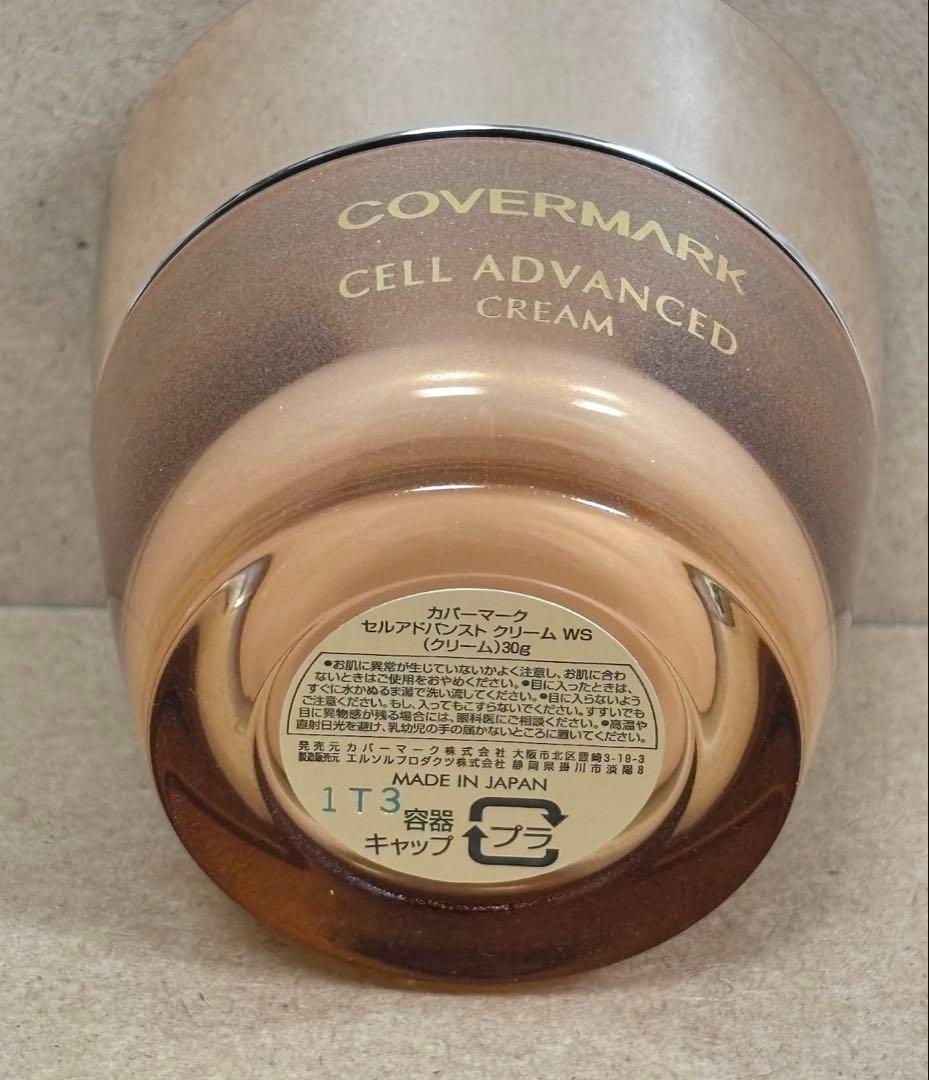 COVERMARK
CELL ADVANCED
CREAM
カバーマーク
セルアドバンスト クリーム WS
(クリーム)30g
●お肌に異常が生じていないかよく注意し、お肌に合わ
ないときはご使用をおやめください。●目に入ったときは、
すぐに水かぬるま湯で洗い流してください。●目に入らないよう
ご注意ください。もし、入ってもこすらないでください。すすいでも
目に異物感が残る場合には、眼科医にご相談ください。●高温や
直射日光を避け、乳幼児の手の届かないところに置いてください。
発売元 カバーマーク株式会社 大阪市北区豊崎3-19-3
製造販売元 エルソルプロダクツ株式会社 静岡県掛川市淡陽8
MADE IN JAPAN
1T3
容器
キャップ
プラ